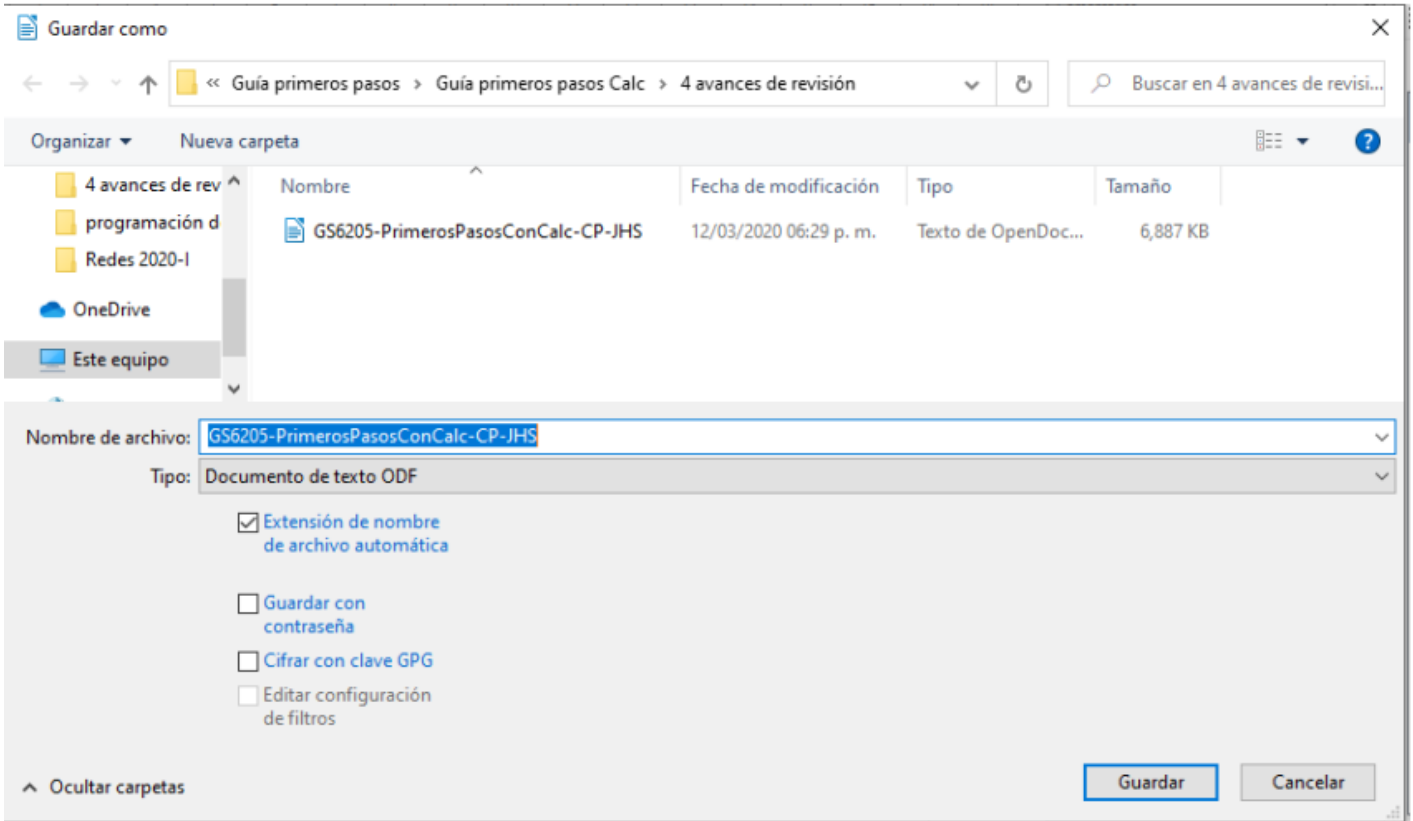 Guardar como
« Guía primeros pasos > Guía primeros pasos Calc > 4 avances de revisión
Buscar en 4 avances de revisi...
Organizar
Nueva carpeta
4 avances de rev
programación d
Redes 2020-I
OneDrive
Este equipo
Nombre Fecha de modificación Tipo Tamaño
GS6205-PrimerosPasosConCalc-CP-JHS 12/03/2020 06:29 p. m. Texto de OpenDoc... 6,887 KB
Nombre de archivo: GS6205-PrimerosPasosConCalc-CP-JHS
Tipo: Documento de texto ODF
Extensión de nombre
de archivo automática
Guardar con
contraseña
Cifrar con clave GPG
Editar configuración
de filtros
Ocultar carpetas
Guardar
Cancelar